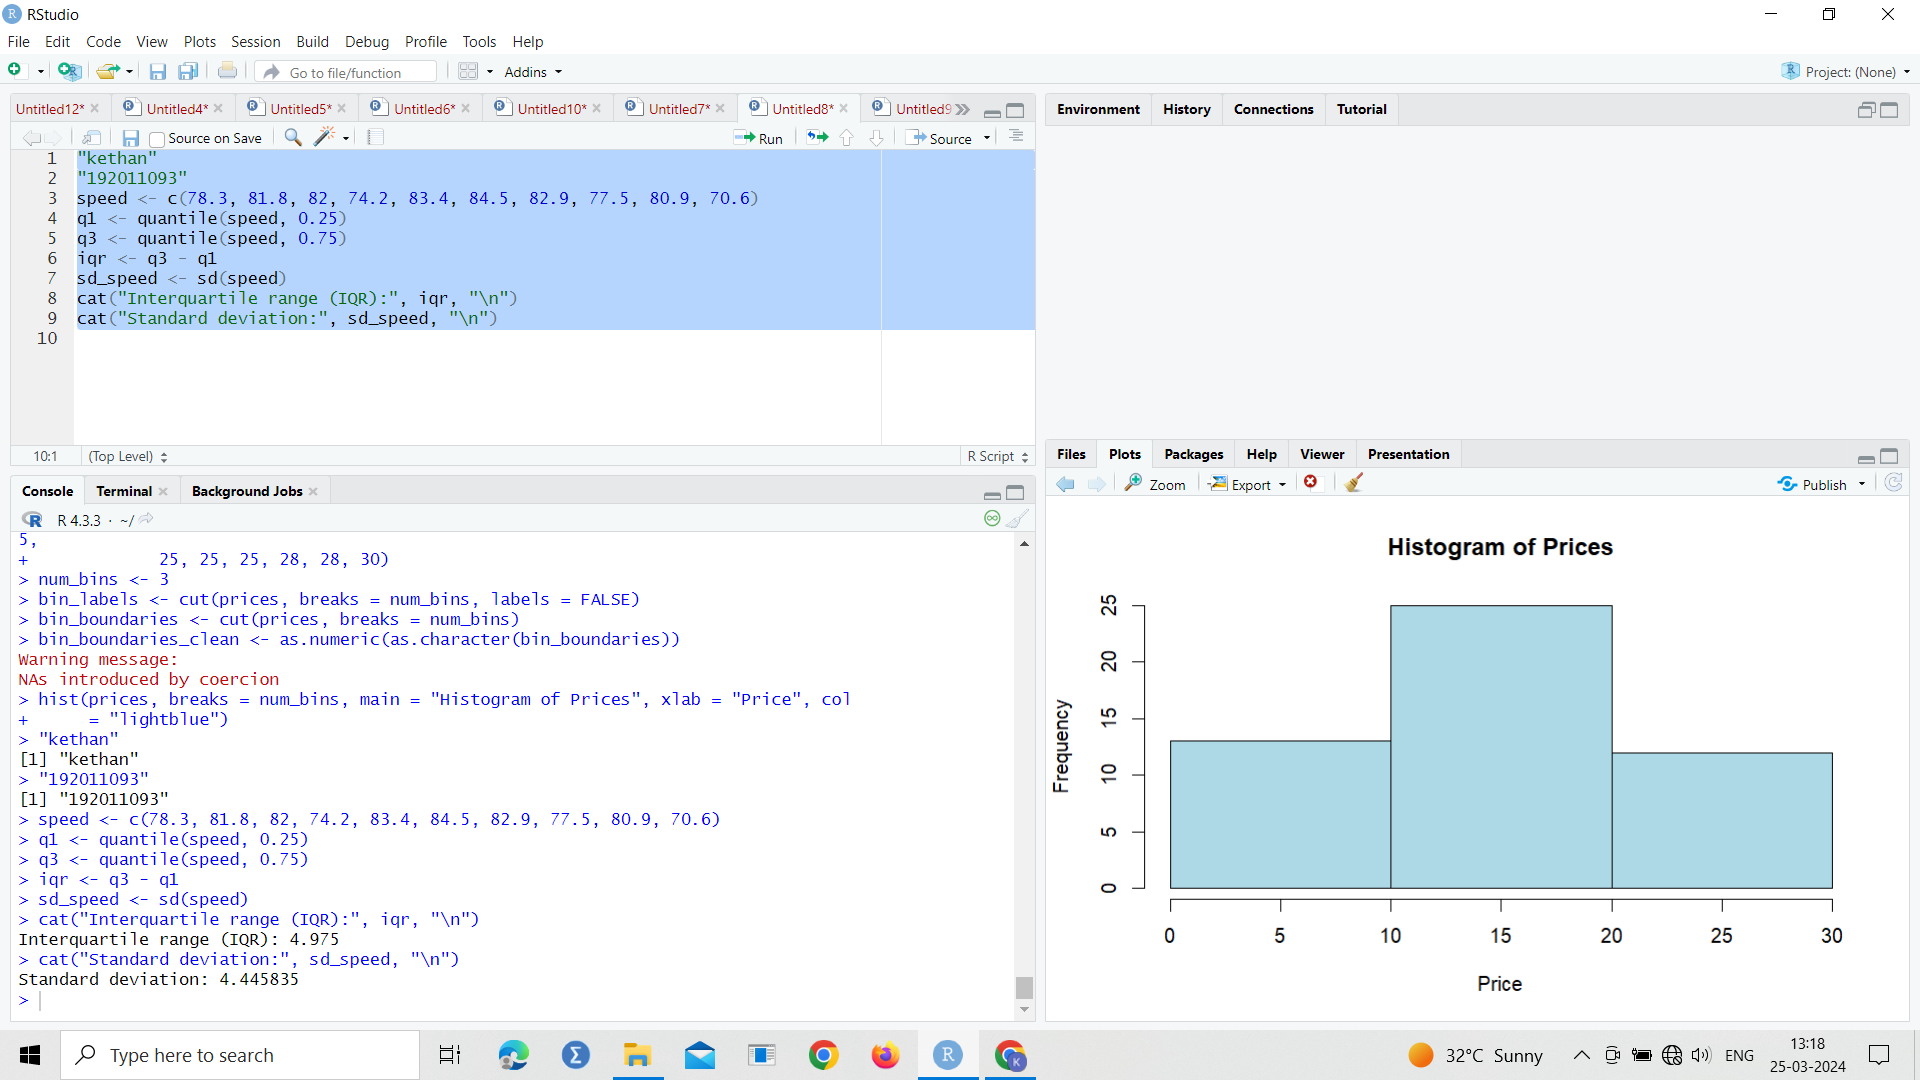 RStudio
File Edit Code View Plots Session Build Debug Profile Tools Help
Go to file/function Addins Project: (None)
Untitled12* Untitled4* Untitled5* Untitled6* Untitled10* Untitled7* Untitled8* Untitled9
Source on Save Run Source
1 "kethan"
2 "192011093"
3 speed <- c(78.3, 81.8, 82, 74.2, 83.4, 84.5, 82.9, 77.5, 80.9, 70.6)
4 q1 <- quantile(speed, 0.25)
5 q3 <- quantile(speed, 0.75)
6 iqr <- q3 - q1
7 sd_speed <- sd(speed)
8 cat("Interquartile range (IQR):", iqr, "\n")
9 cat("Standard deviation:", sd_speed, "\n")
10
10:1 (Top Level) R Script
Console Terminal Background Jobs
R 4.3.3 · ~/
5,
+ 25, 25, 25, 28, 28, 30)
> num_bins <- 3
> bin_labels <- cut(prices, breaks = num_bins, labels = FALSE)
> bin_boundaries <- cut(prices, breaks = num_bins)
> bin_boundaries_clean <- as.numeric(as.character(bin_boundaries))
Warning message:
NAs introduced by coercion
> hist(prices, breaks = num_bins, main = "Histogram of Prices", xlab = "Price", col
+ = "lightblue")
> "kethan"
[1] "kethan"
> "192011093"
[1] "192011093"
> speed <- c(78.3, 81.8, 82, 74.2, 83.4, 84.5, 82.9, 77.5, 80.9, 70.6)
> q1 <- quantile(speed, 0.25)
> q3 <- quantile(speed, 0.75)
> iqr <- q3 - q1
> sd_speed <- sd(speed)
> cat("Interquartile range (IQR):", iqr, "\n")
Interquartile range (IQR): 4.975
> cat("Standard deviation:", sd_speed, "\n")
Standard deviation: 4.445835
>
Environment History Connections Tutorial
Files Plots Packages Help Viewer Presentation
Zoom Export Publish
Histogram of Prices
Frequency
25
20
15
10
5
0
0 5 10 15 20 25 30
Price
Type here to search
32°C Sunny
ENG
13:18
25-03-2024